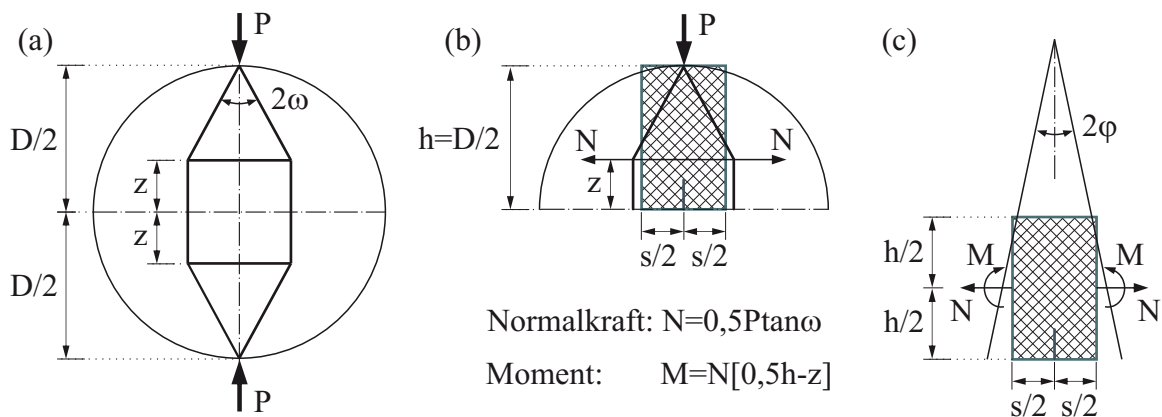 (a)
P
2ω
D/2
z
z
D/2
P
(b)
P
h=D/2
N
N
z
s/2
s/2
Normalkraft: N=0,5Ptanω
Moment: M=N[0,5h-z]
(c)
2φ
h/2
M
M
N
N
h/2
s/2
s/2